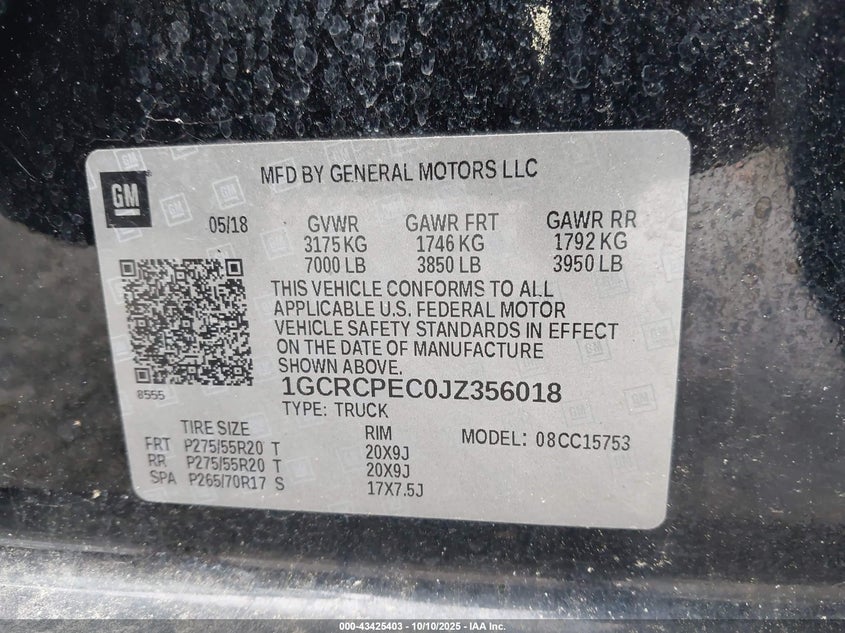 MFD BY GENERAL MOTORS LLC
GM
05/18
GVWR GAWR FRT GAWR RR
3175 KG 1746 KG 1792 KG
7000 LB 3850 LB 3950 LB
THIS VEHICLE CONFORMS TO ALL
APPLICABLE U.S. FEDERAL MOTOR
VEHICLE SAFETY STANDARDS IN EFFECT
ON THE DATE OF MANUFACTURE
SHOWN ABOVE.
8555
1GCRCPEC0JZ356018
TYPE: TRUCK
TIRE SIZE RIM MODEL: 08CC15753
FRT P275/55R20 T 20X9J
RR P275/55R20 T 20X9J
SPA P265/70R17 S 17X7.5J
000-43425403 - 10/10/2025 - IAA Inc.